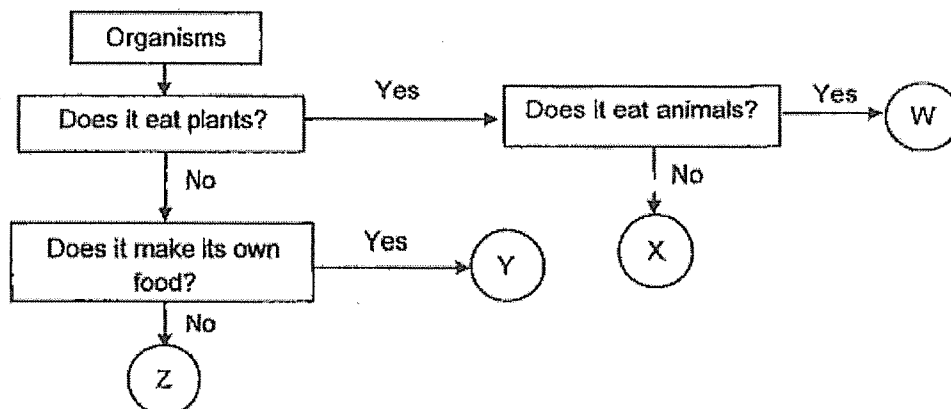 Organisms
Does it eat plants?
Yes
Does it eat animals?
Yes
W
No
No
X
Does it make its own
food?
Yes
Y
No
Z